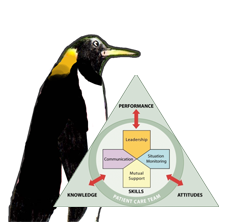 PERFORMANCE
Leadership
Communication
Situation
Monitoring
Mutual
Support
SKILLS
KNOWLEDGE
ATTITUDES
PATIENT CARE TEAM